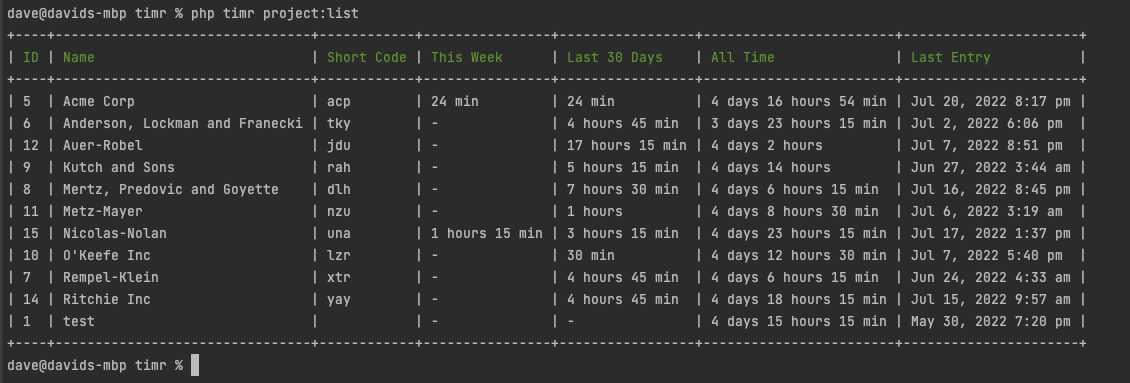 dave@davids-mbp timr % php timr project:list
+----+--------------------------------+------------+----------------+------------------+-------------------------+----------------------+
| ID | Name                           | Short Code | This Week      | Last 30 Days     | All Time                | Last Entry           |
+----+--------------------------------+------------+----------------+------------------+-------------------------+----------------------+
| 5  | Acme Corp                      | acp        | 24 min         | 24 min           | 4 days 16 hours 54 min  | Jul 20, 2022 8:17 pm |
| 6  | Anderson, Lockman and Franecki | tky        | -              | 4 hours 45 min   | 3 days 23 hours 15 min  | Jul 2, 2022 6:06 pm  |
| 12 | Auer-Robel                     | jdu        | -              | 17 hours 15 min  | 4 days 2 hours          | Jul 7, 2022 8:51 pm  |
| 9  | Kutch and Sons                 | rah        | -              | 5 hours 15 min   | 4 days 14 hours         | Jun 27, 2022 3:44 am |
| 8  | Mertz, Predovic and Goyette    | dlh        | -              | 7 hours 30 min   | 4 days 6 hours 15 min   | Jul 16, 2022 8:45 pm |
| 11 | Metz-Mayer                     | nzu        | -              | 1 hours          | 4 days 8 hours 30 min   | Jul 6, 2022 3:19 am  |
| 15 | Nicolas-Nolan                  | una        | 1 hours 15 min | 3 hours 15 min   | 4 days 23 hours 15 min  | Jul 17, 2022 1:37 pm |
| 10 | O'Keefe Inc                    | lzr        | -              | 30 min           | 4 days 12 hours 30 min  | Jul 7, 2022 5:40 pm  |
| 7  | Rempel-Klein                   | xtr        | -              | 4 hours 45 min   | 4 days 6 hours 15 min   | Jun 24, 2022 4:33 am |
| 14 | Ritchie Inc                    | yay        | -              | 4 hours 45 min   | 4 days 18 hours 15 min  | Jul 15, 2022 9:57 am |
| 1  | test                           |            | -              | -                | 4 days 15 hours 15 min  | May 30, 2022 7:20 pm |
+----+--------------------------------+------------+----------------+------------------+-------------------------+----------------------+
dave@davids-mbp timr %